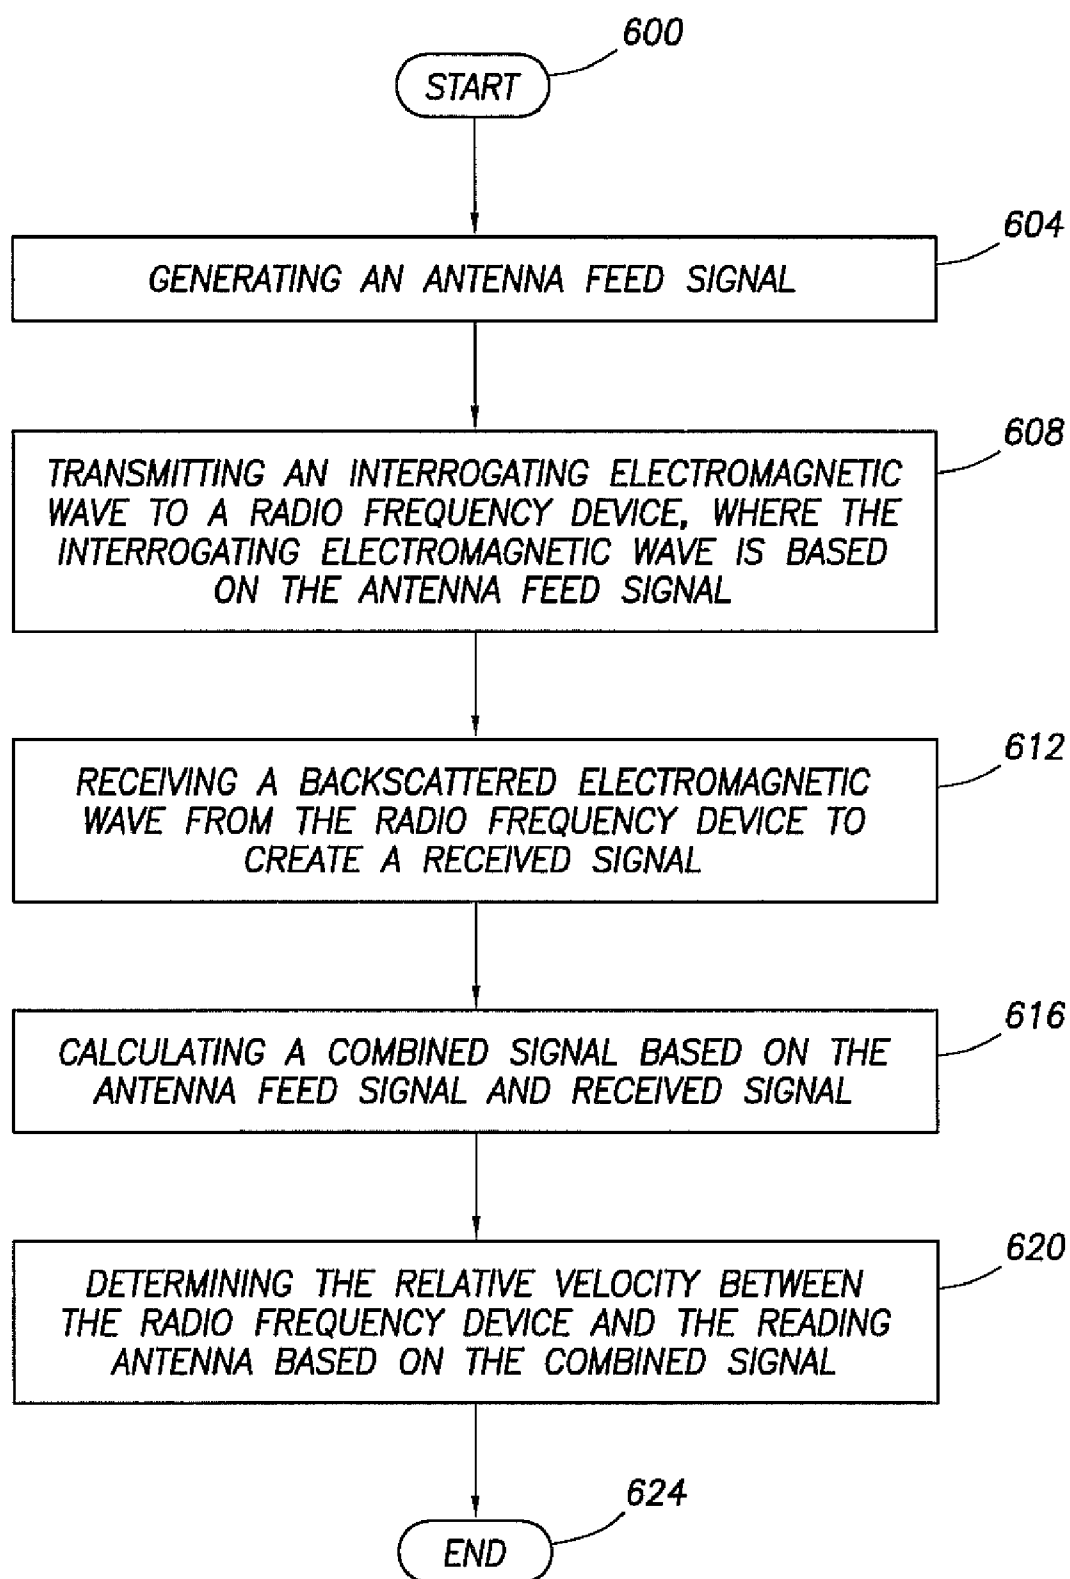 600
START
604
GENERATING AN ANTENNA FEED SIGNAL
608
TRANSMITTING AN INTERROGATING ELECTROMAGNETIC
WAVE TO A RADIO FREQUENCY DEVICE, WHERE THE
INTERROGATING ELECTROMAGNETIC WAVE IS BASED
ON THE ANTENNA FEED SIGNAL
612
RECEIVING A BACKSCATTERED ELECTROMAGNETIC
WAVE FROM THE RADIO FREQUENCY DEVICE TO
CREATE A RECEIVED SIGNAL
616
CALCULATING A COMBINED SIGNAL BASED ON THE
ANTENNA FEED SIGNAL AND RECEIVED SIGNAL
620
DETERMINING THE RELATIVE VELOCITY BETWEEN
THE RADIO FREQUENCY DEVICE AND THE READING
ANTENNA BASED ON THE COMBINED SIGNAL
624
END